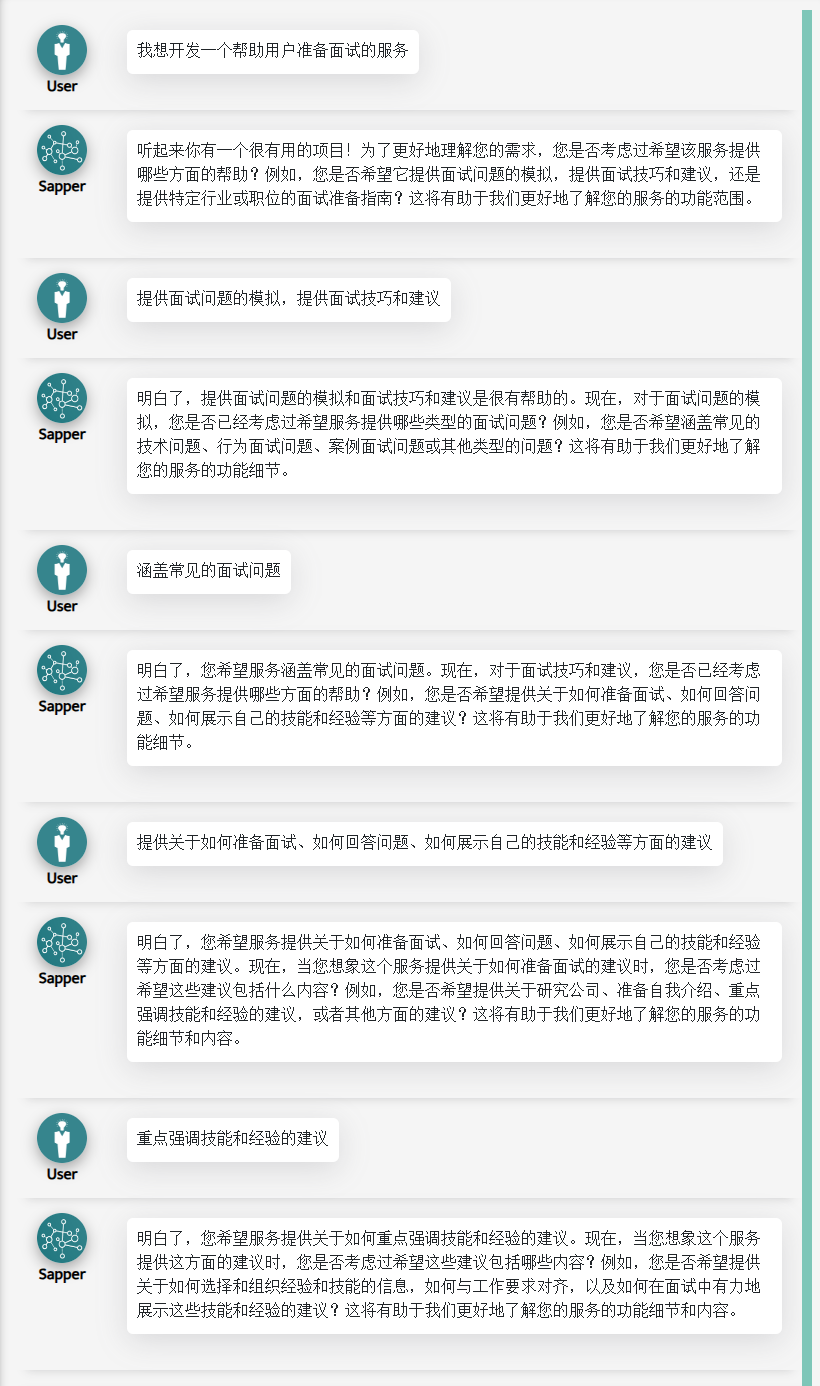 我想开发一个帮助用户准备面试的服务
User
听起来你有一个很有用的项目！为了更好地理解您的需求，您是否考虑过希望该服务提供
哪些方面的帮助？例如，您是否希望它提供面试问题的模拟，提供面试技巧和建议，还是
提供特定行业或职位的面试准备指南？这将有助于我们更好地了解您的服务的功能范围。
Sapper
提供面试问题的模拟，提供面试技巧和建议
User
明白了，提供面试问题的模拟和面试技巧和建议是很有帮助的。现在，对于面试问题的模
拟，您是否已经考虑过希望服务提供哪些类型的面试问题？例如，您是否希望涵盖常见的
技术问题、行为面试问题、案例面试问题或其他类型的问题？这将有助于我们更好地了解
您的服务的功能细节。
Sapper
涵盖常见的面试问题
User
明白了，您希望服务涵盖常见的面试问题。现在，对于面试技巧和建议，您是否已经考虑
过希望服务提供哪些方面的帮助？例如，您是否希望提供关于如何准备面试、如何回答问
题、如何展示自己的技能和经验等方面的建议？这将有助于我们更好地了解您的服务的功
能细节。
Sapper
提供关于如何准备面试、如何回答问题、如何展示自己的技能和经验等方面的建议
User
明白了，您希望服务提供关于如何准备面试、如何回答问题、如何展示自己的技能和经验
等方面的建议。现在，当您想象这个服务提供关于如何准备面试的建议时，您是否考虑过
希望这些建议包括什么内容？例如，您是否希望提供关于研究公司、准备自我介绍、重点
强调技能和经验的建议，或者其他方面的建议？这将有助于我们更好地了解您的服务的功
能细节和内容。
Sapper
重点强调技能和经验的建议
User
明白了，您希望服务提供关于如何重点强调技能和经验的建议。现在，当您想象这个服务
提供这方面的建议时，您是否考虑过希望这些建议包括哪些内容？例如，您是否希望提供
关于如何选择和组织经验和技能的信息，如何与工作要求对齐，以及如何在面试中有力地
展示这些技能和经验的建议？这将有助于我们更好地了解您的服务的功能细节和内容。
Sapper